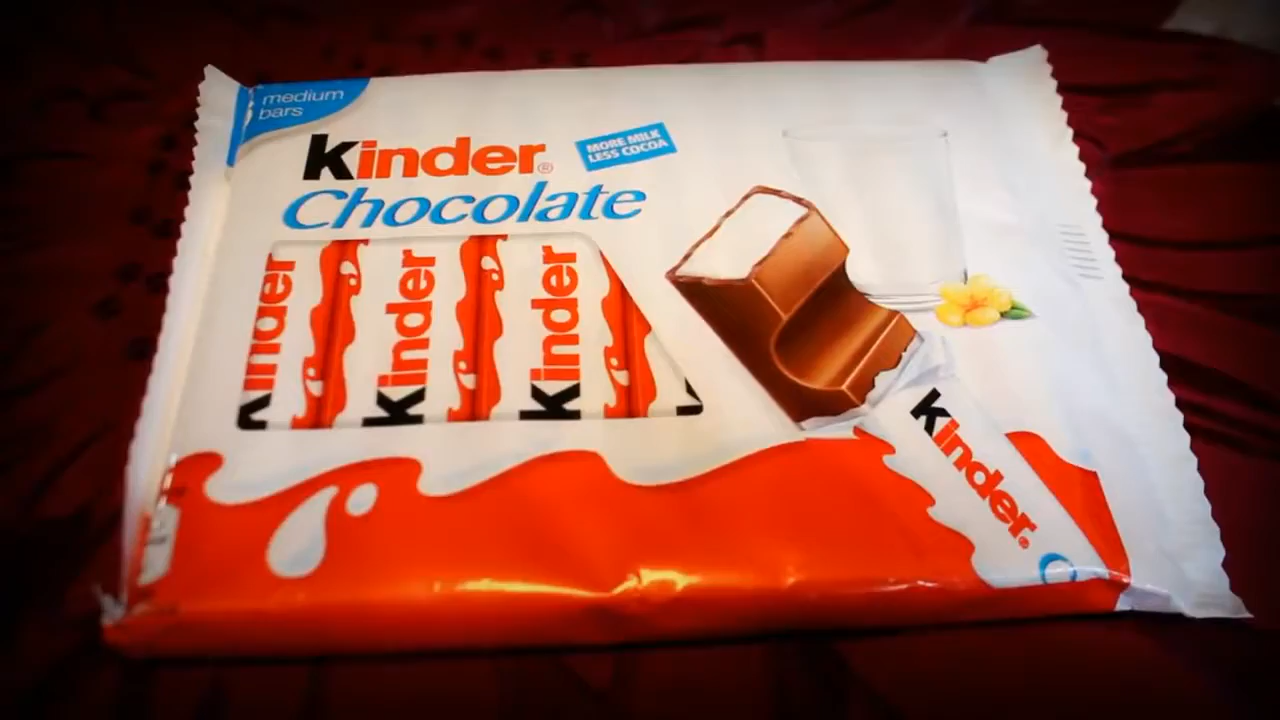 medium
bars
kinder®
MORE MILK
LESS COCOA
Chocolate
kinder
kinder
kinder
kinder®